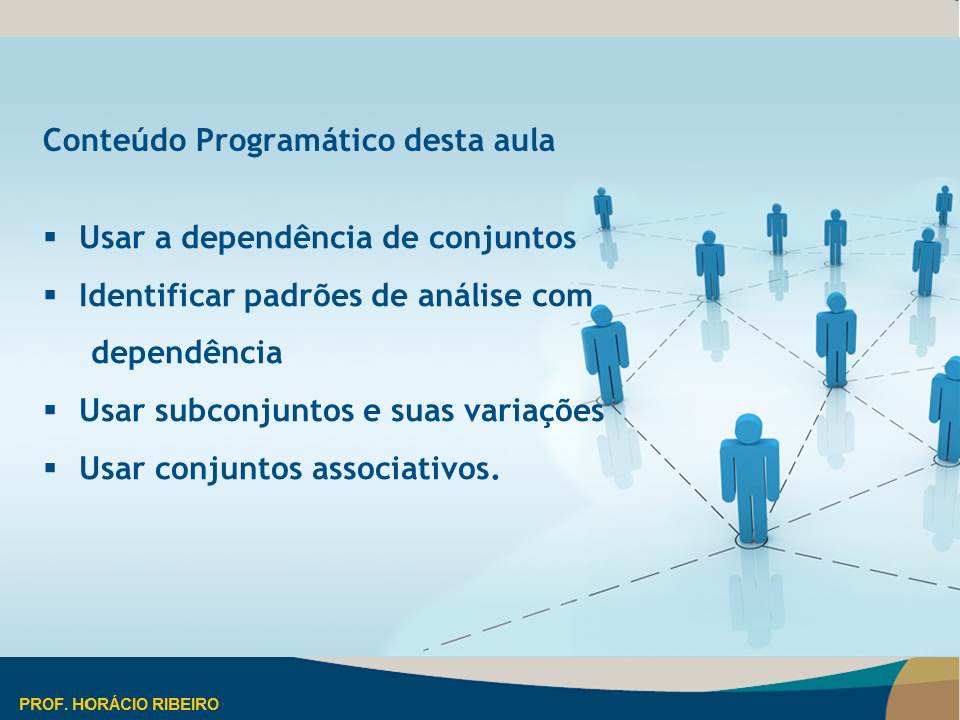 Conteúdo Programático desta aula
▪ Usar a dependência de conjuntos
▪ Identificar padrões de análise com
dependência
▪ Usar subconjuntos e suas variações
▪ Usar conjuntos associativos.
PROF. HORÁCIO RIBEIRO